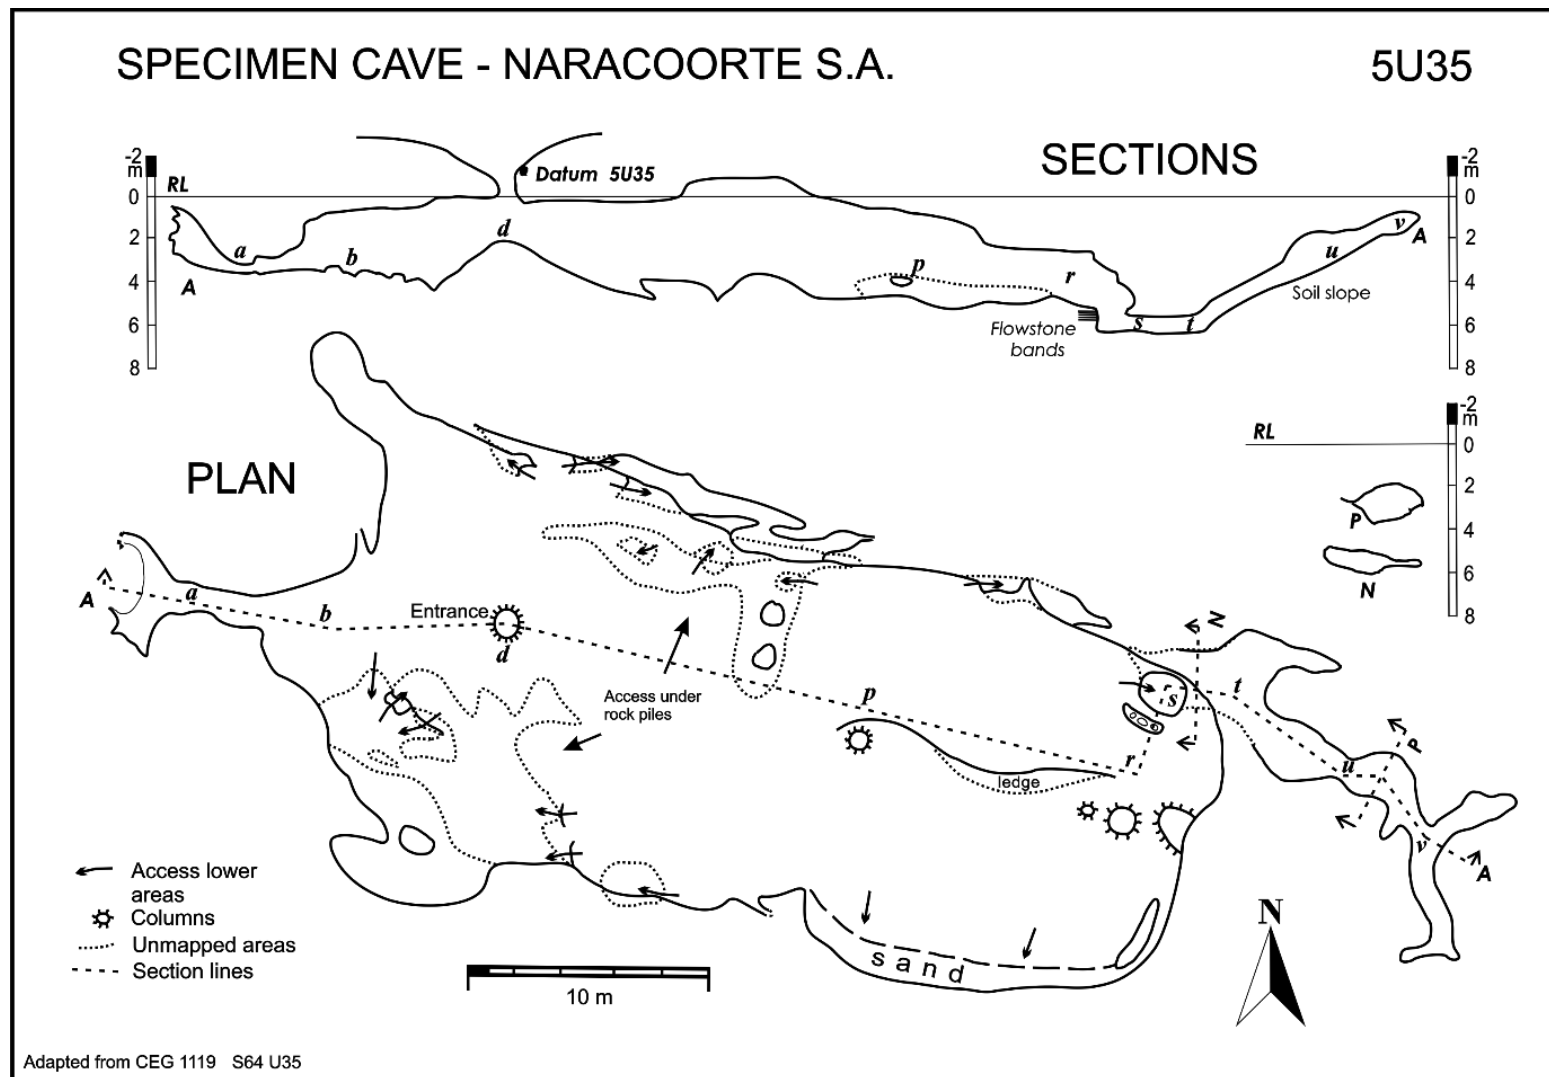 SPECIMEN CAVE - NARACOORTE S.A.
5U35
SECTIONS
-2
m
0
2
4
6
8
RL
Datum 5U35
a
b
d
p
r
s
t
u
v
A
A
Flowstone
bands
Soil slope
-2
m
0
2
4
6
8
PLAN
RL
-2
m
0
2
4
6
8
P
N
A
a
b
Entrance
d
Access under
rock piles
p
r
ledge
r
s
N
t
u
P
v
A
sand
Access lower
areas
Columns
Unmapped areas
Section lines
10 m
N
Adapted from CEG 1119 S64 U35